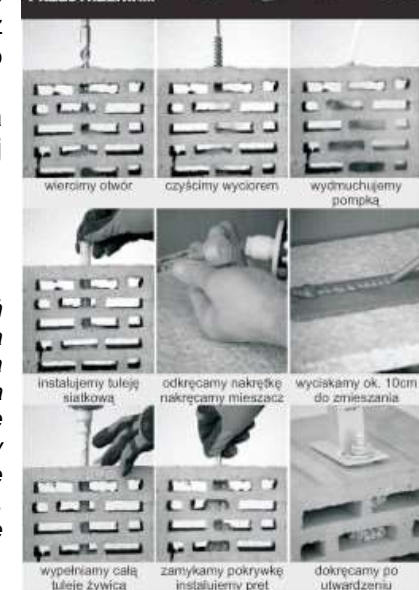 wiercimy otwór
czyścimy wyciorem
wydmuchujemy
pompką
instalujemy tuleję
siatkową
odkręcamy nakrętkę
nakręcamy mieszacz
wyciskamy ok. 10cm
do zmieszania
wypełniamy całą
tuleję żywicą
zamykamy pokrywkę
instalujemy pręt
dokręcamy po
utwardzeniu